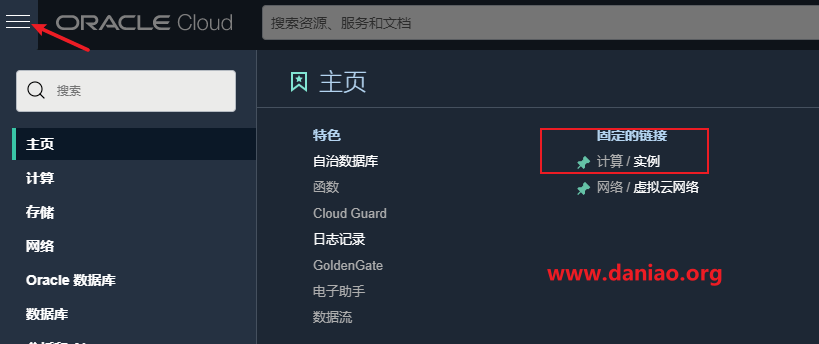 ORACLE Cloud
搜索资源、服务和文档
搜索
主页
计算
存储
网络
Oracle 数据库
数据库
主页
特色
自治数据库
函数
Cloud Guard
日志记录
GoldenGate
电子助手
数据流
固定的链接
计算 / 实例
网络 / 虚拟云网络
www.daniao.org